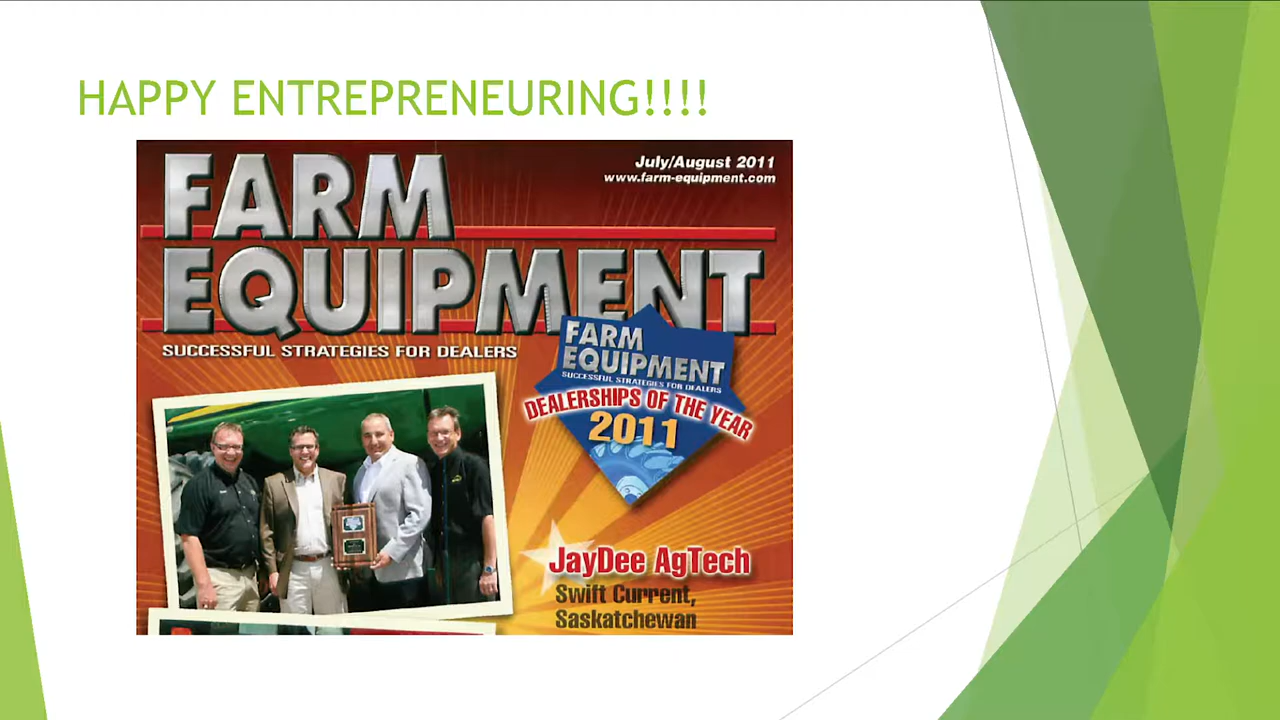 HAPPY ENTREPRENEURING!!!!
July/August 2011
www.farm-equipment.com
FARM
EQUIPMENT
SUCCESSFUL STRATEGIES FOR DEALERS
FARM
EQUIPMENT
SUCCESSFUL STRATEGIES FOR DEALERS
DEALERSHIPS OF THE YEAR
2011
JayDee AgTech
Swift Current,
Saskatchewan